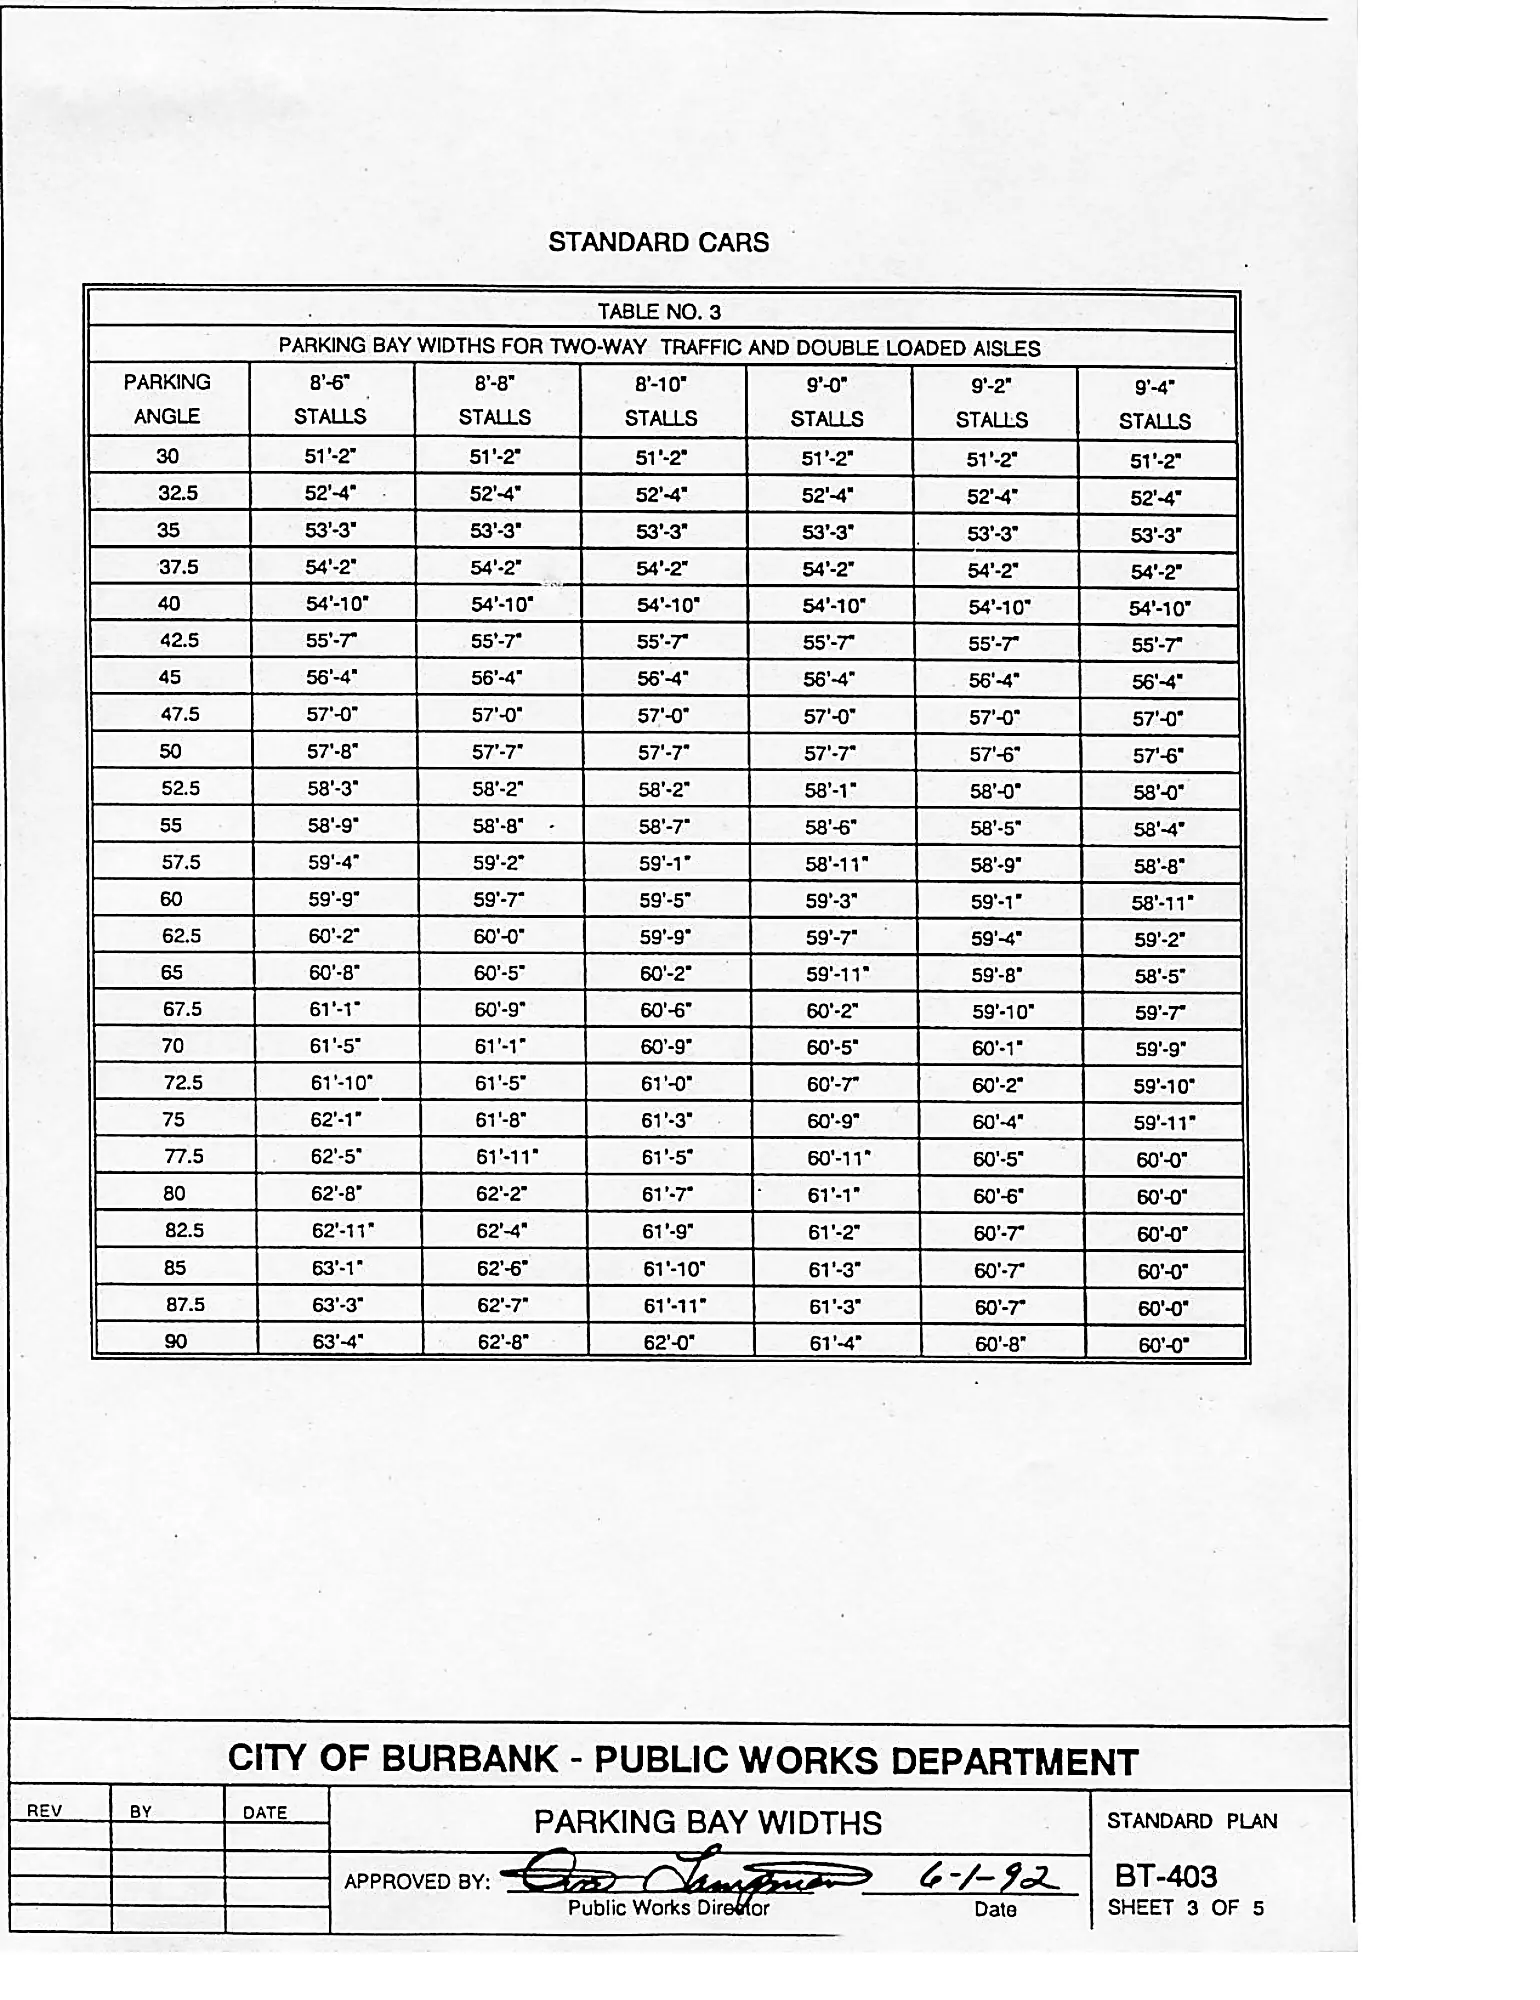 STANDARD CARS
TABLE NO. 3
PARKING BAY WIDTHS FOR TWO-WAY TRAFFIC AND DOUBLE LOADED AISLES
PARKING ANGLE 8'-6" STALLS 8'-8" STALLS 8'-10" STALLS 9'-0" STALLS 9'-2" STALLS 9'-4" STALLS
30 51'-2" 51'-2" 51'-2" 51'-2" 51'-2" 51'-2"
32.5 52'-4" 52'-4" 52'-4" 52'-4" 52'-4" 52'-4"
35 53'-3" 53'-3" 53'-3" 53'-3" 53'-3" 53'-3"
37.5 54'-2" 54'-2" 54'-2" 54'-2" 54'-2" 54'-2"
40 54'-10" 54'-10" 54'-10" 54'-10" 54'-10" 54'-10"
42.5 55'-7" 55'-7" 55'-7" 55'-7" 55'-7" 55'-7"
45 56'-4" 56'-4" 56'-4" 56'-4" 56'-4" 56'-4"
47.5 57'-0" 57'-0" 57'-0" 57'-0" 57'-0" 57'-0"
50 57'-8" 57'-7" 57'-7" 57'-7" 57'-6" 57'-6"
52.5 58'-3" 58'-2" 58'-2" 58'-1" 58'-0" 58'-0"
55 58'-9" 58'-8" 58'-7" 58'-6" 58'-5" 58'-4"
57.5 59'-4" 59'-2" 59'-1" 58'-11" 58'-9" 58'-8"
60 59'-9" 59'-7" 59'-5" 59'-3" 59'-1" 58'-11"
62.5 60'-2" 60'-0" 59'-9" 59'-7" 59'-4" 59'-2"
65 60'-8" 60'-5" 60'-2" 59'-11" 59'-8" 58'-5"
67.5 61'-1" 60'-9" 60'-6" 60'-2" 59'-10" 59'-7"
70 61'-5" 61'-1" 60'-9" 60'-5" 60'-1" 59'-9"
72.5 61'-10" 61'-5" 61'-0" 60'-7" 60'-2" 59'-10"
75 62'-1" 61'-8" 61'-3" 60'-9" 60'-4" 59'-11"
77.5 62'-5" 61'-11" 61'-5" 60'-11" 60'-5" 60'-0"
80 62'-8" 62'-2" 61'-7" 61'-1" 60'-6" 60'-0"
82.5 62'-11" 62'-4" 61'-9" 61'-2" 60'-7" 60'-0"
85 63'-1" 62'-6" 61'-10" 61'-3" 60'-7" 60'-0"
87.5 63'-3" 62'-7" 61'-11" 61'-3" 60'-7" 60'-0"
90 63'-4" 62'-8" 62'-0" 61'-4" 60'-8" 60'-0"
CITY OF BURBANK - PUBLIC WORKS DEPARTMENT
REV BY DATE
PARKING BAY WIDTHS
APPROVED BY: 6-1-92
Public Works Director Date
STANDARD PLAN
BT-403
SHEET 3 OF 5